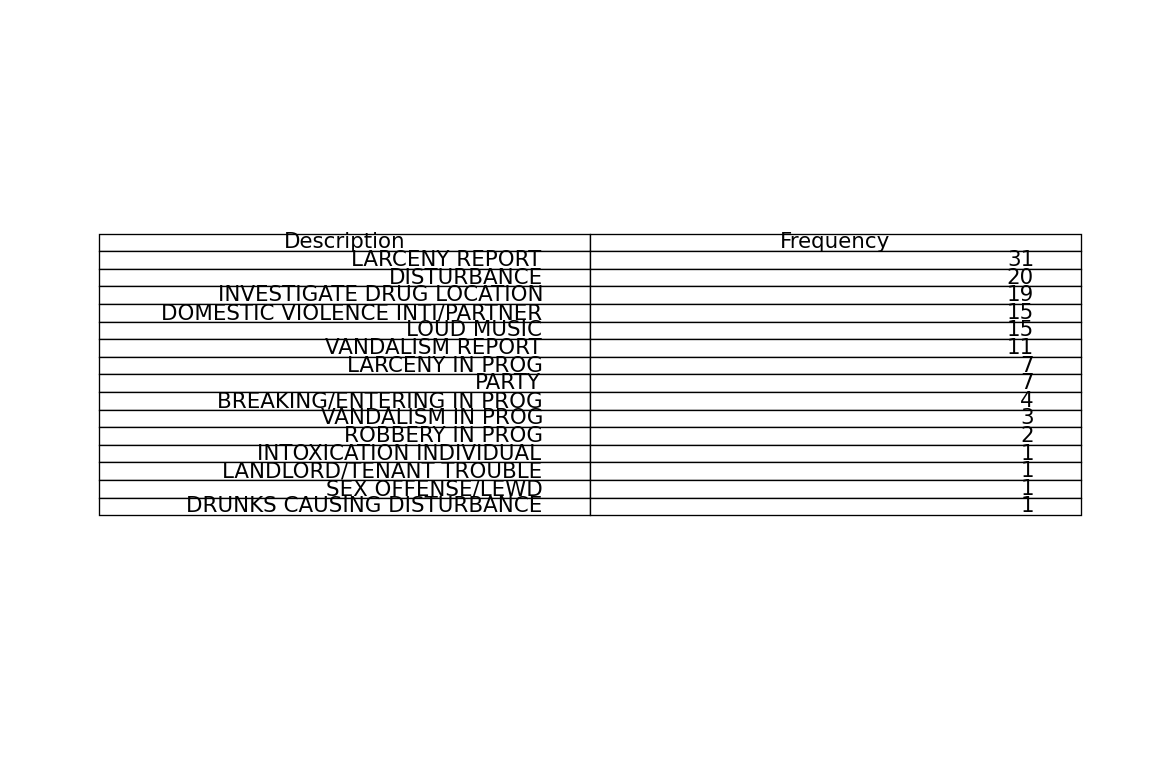 Description Frequency
LARCENY REPORT 31
DISTURBANCE 20
INVESTIGATE DRUG LOCATION 19
DOMESTIC VIOLENCE INTI/PARTNER 15
LOUD MUSIC 15
VANDALISM REPORT 11
LARCENY IN PROG 7
PARTY 7
BREAKING/ENTERING IN PROG 4
VANDALISM IN PROG 3
ROBBERY IN PROG 2
INTOXICATION INDIVIDUAL 1
LANDLORD/TENANT TROUBLE 1
SEX OFFENSE/LEWD 1
DRUNKS CAUSING DISTURBANCE 1